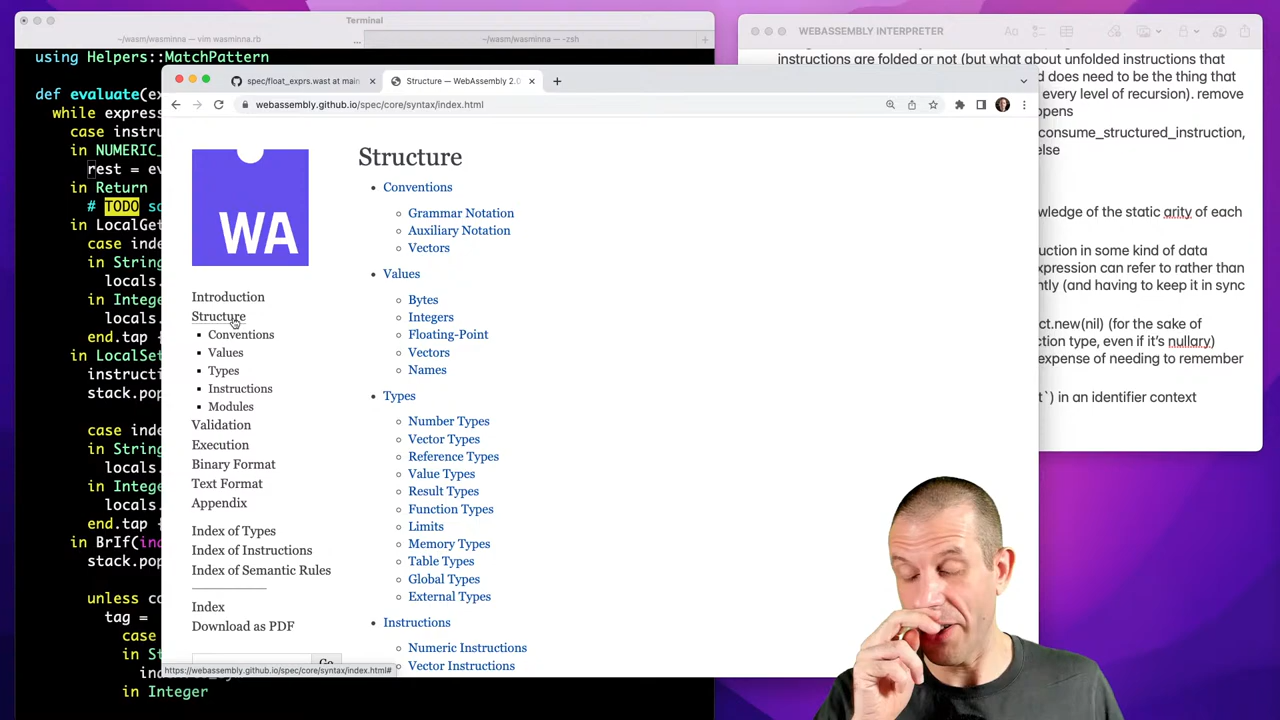 Terminal
~/wasm/wasminna — vim wasminna.rb
...
~/wasm/wasminna — -zsh
+
using Helpers::MatchPattern
def evaluate(ex
while express
case instru
in NUMERIC_
rest = ev
in Return
# TODO so
in LocalGet
case inde
in String
locals.
in Intege
locals.
end.tap {
in LocalSet
instructi
stack.pop
case inde
in String
locals.
in Intege
locals.
end.tap {
in BrIf(ind
stack.pop
unless co
tag =
case
in St
in Integer
WEBASSEMBLY INTERPRETER
instructions are folded or not (but what about unfolded instructions that
d does need to be the thing that
every level of recursion). remove
opens
consume_structured_instruction,
else
wledge of the static arity of each
uction in some kind of data
expression can refer to rather than
ntly (and having to keep it in sync
ct.new(nil) (for the sake of
ction type, even if it's nullary)
expense of needing to remember
t`) in an identifier context
spec/float_exprs.wast at main
Structure — WebAssembly 2.0
webassembly.github.io/spec/core/syntax/index.html
WA
Introduction
Structure
Conventions
Values
Types
Instructions
Modules
Validation
Execution
Binary Format
Text Format
Appendix
Index of Types
Index of Instructions
Index of Semantic Rules
Index
Download as PDF
Go
Structure
Conventions
Grammar Notation
Auxiliary Notation
Vectors
Values
Bytes
Integers
Floating-Point
Vectors
Names
Types
Number Types
Vector Types
Reference Types
Value Types
Result Types
Function Types
Limits
Memory Types
Table Types
Global Types
External Types
Instructions
Numeric Instructions
Vector Instructions
https://webassembly.github.io/spec/core/syntax/index.html#